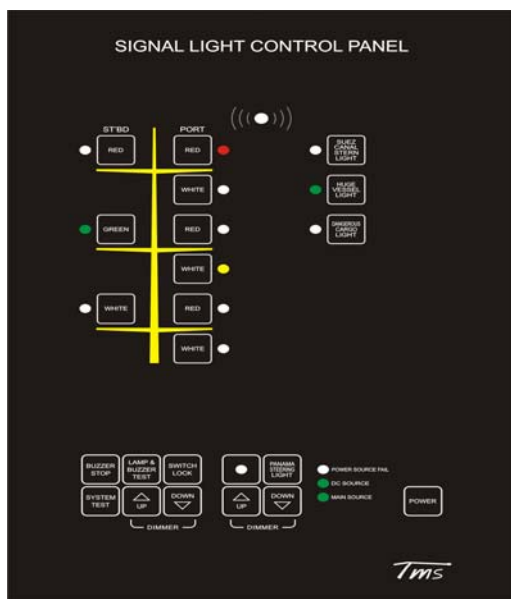 SIGNAL LIGHT CONTROL PANEL
ST'BD PORT
RED RED
SUEZ
CANAL
STERN
LIGHT
WHITE
HUGE
VESSEL
LIGHT
GREEN RED
DANGEROUS
CARGO
LIGHT
WHITE
WHITE RED
WHITE
BUZZER
STOP
LAMP &
BUZZER
TEST
SWITCH
LOCK
PANAMA
STEERING
LIGHT
POWER SOURCE FAIL
DC SOURCE
MAIN SOURCE
SYSTEM
TEST
UP
DOWN
UP
DOWN
POWER
DIMMER DIMMER
Tms